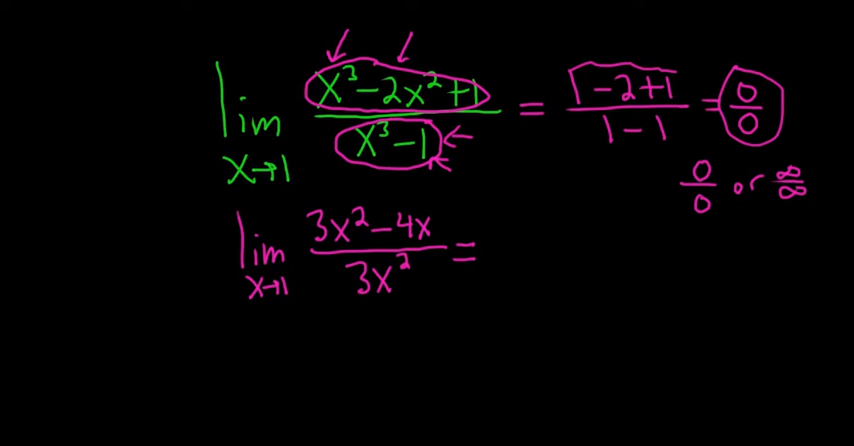 lim x→1 (x³ − 2x² + 1)/(x³ − 1) = (1 − 2 + 1)/(1 − 1) = 0/0
0/0 or ∞/∞
lim x→1 (3x² − 4x)/(3x²) =